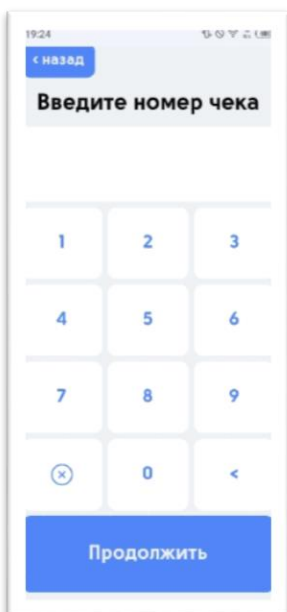 19:24
< назад
Введите номер чека
1 2 3
4 5 6
7 8 9
0 <
Продолжить